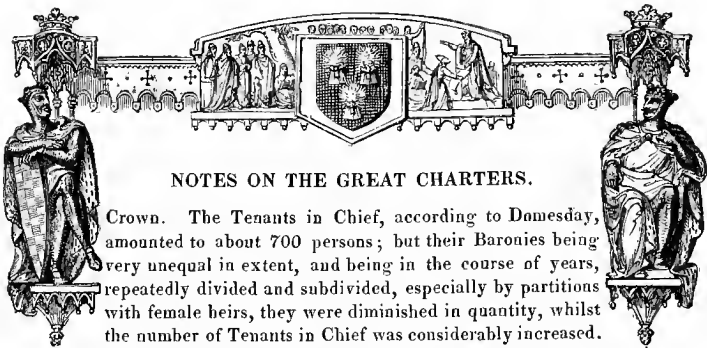 NOTES ON THE GREAT CHARTERS.
Crown. The Tenants in Chief, according to Domesday,
amounted to about 700 persons; but their Baronies being
very unequal in extent, and being in the course of years,
repeatedly divided and subdivided, especially by partitions
with female heirs, they were diminished in quantity, whilst
the number of Tenants in Chief was considerably increased.